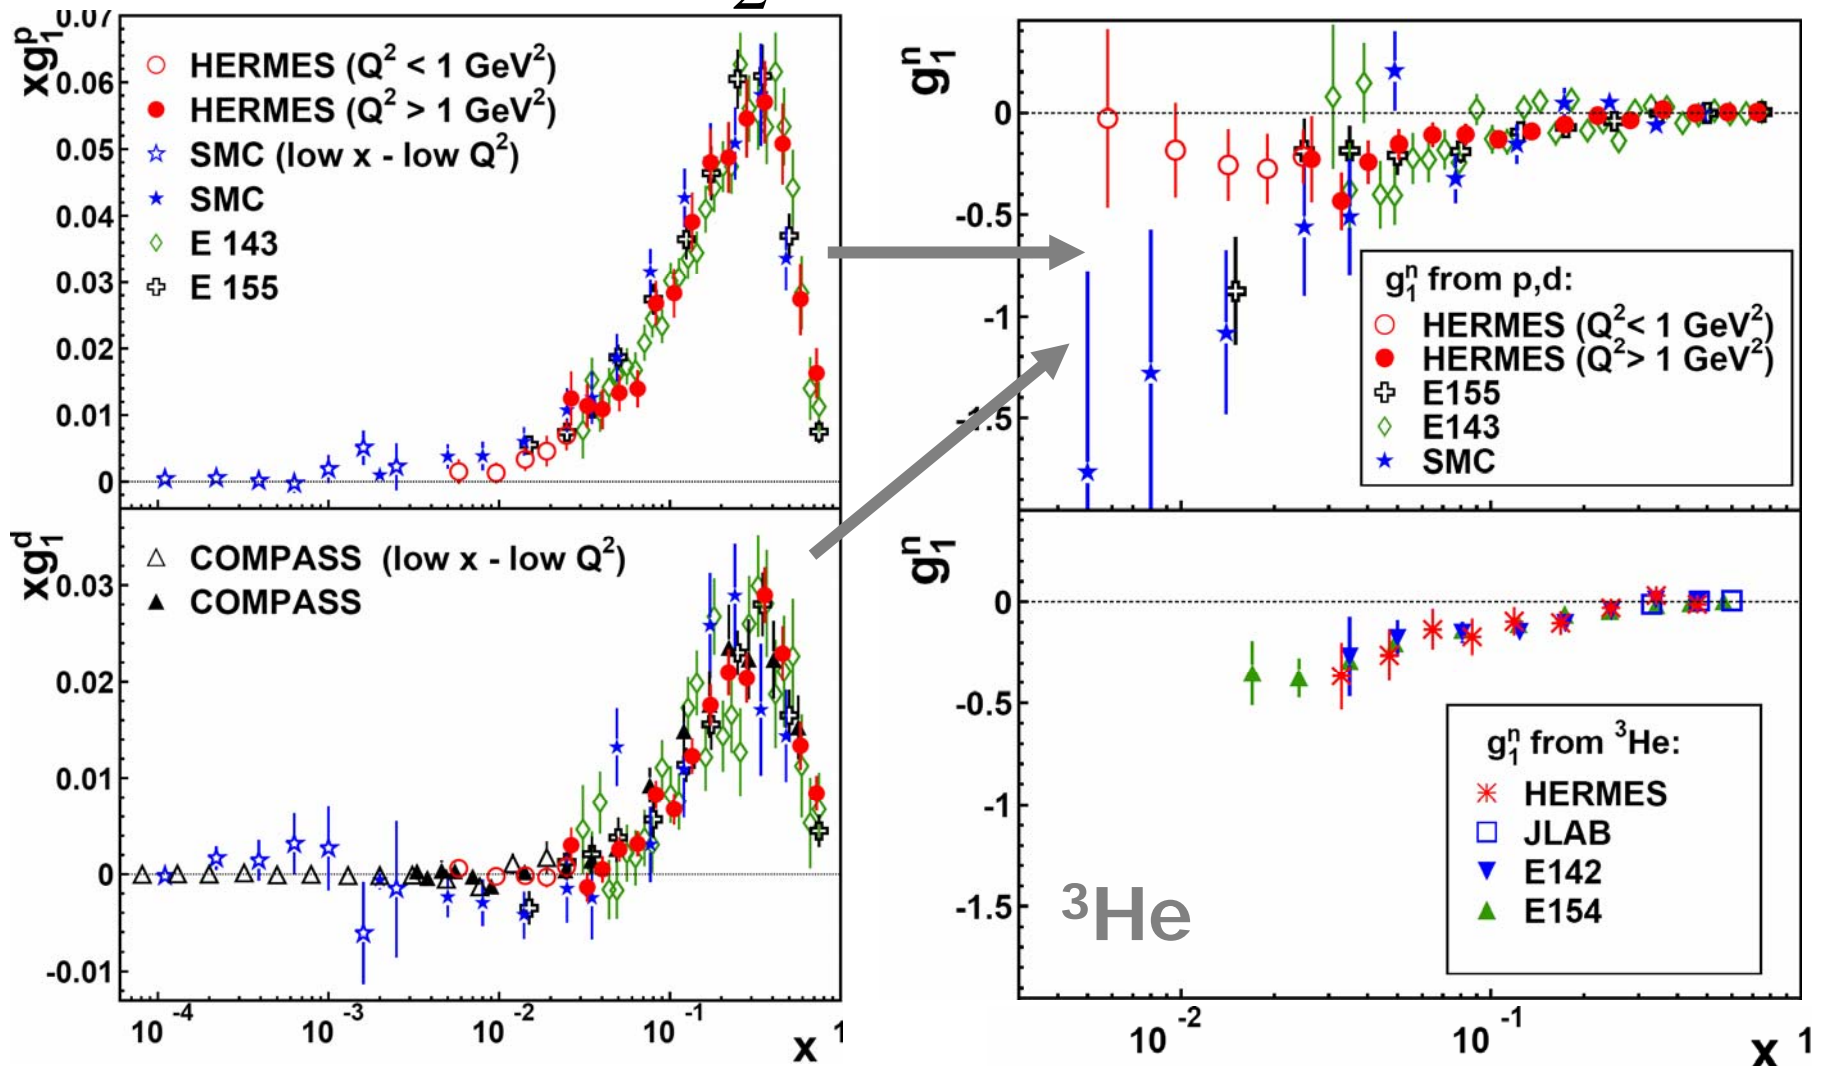 2
xg₁ᵖ
0.07
0.06
0.05
0.04
0.03
0.02
0.01
0
HERMES (Q² < 1 GeV²)
HERMES (Q² > 1 GeV²)
SMC (low x - low Q²)
SMC
E 143
E 155
xg₁ᵈ
0.03
0.02
0.01
0
-0.01
COMPASS (low x - low Q²)
COMPASS
10⁻⁴ 10⁻³ 10⁻² 10⁻¹ 1
x
g₁ⁿ
0
-0.5
-1
-1.5
g₁ⁿ from p,d:
HERMES (Q²< 1 GeV²)
HERMES (Q²> 1 GeV²)
E155
E143
SMC
g₁ⁿ
0
-0.5
-1
-1.5
³He
g₁ⁿ from ³He:
HERMES
JLAB
E142
E154
10⁻² 10⁻¹ 1
x